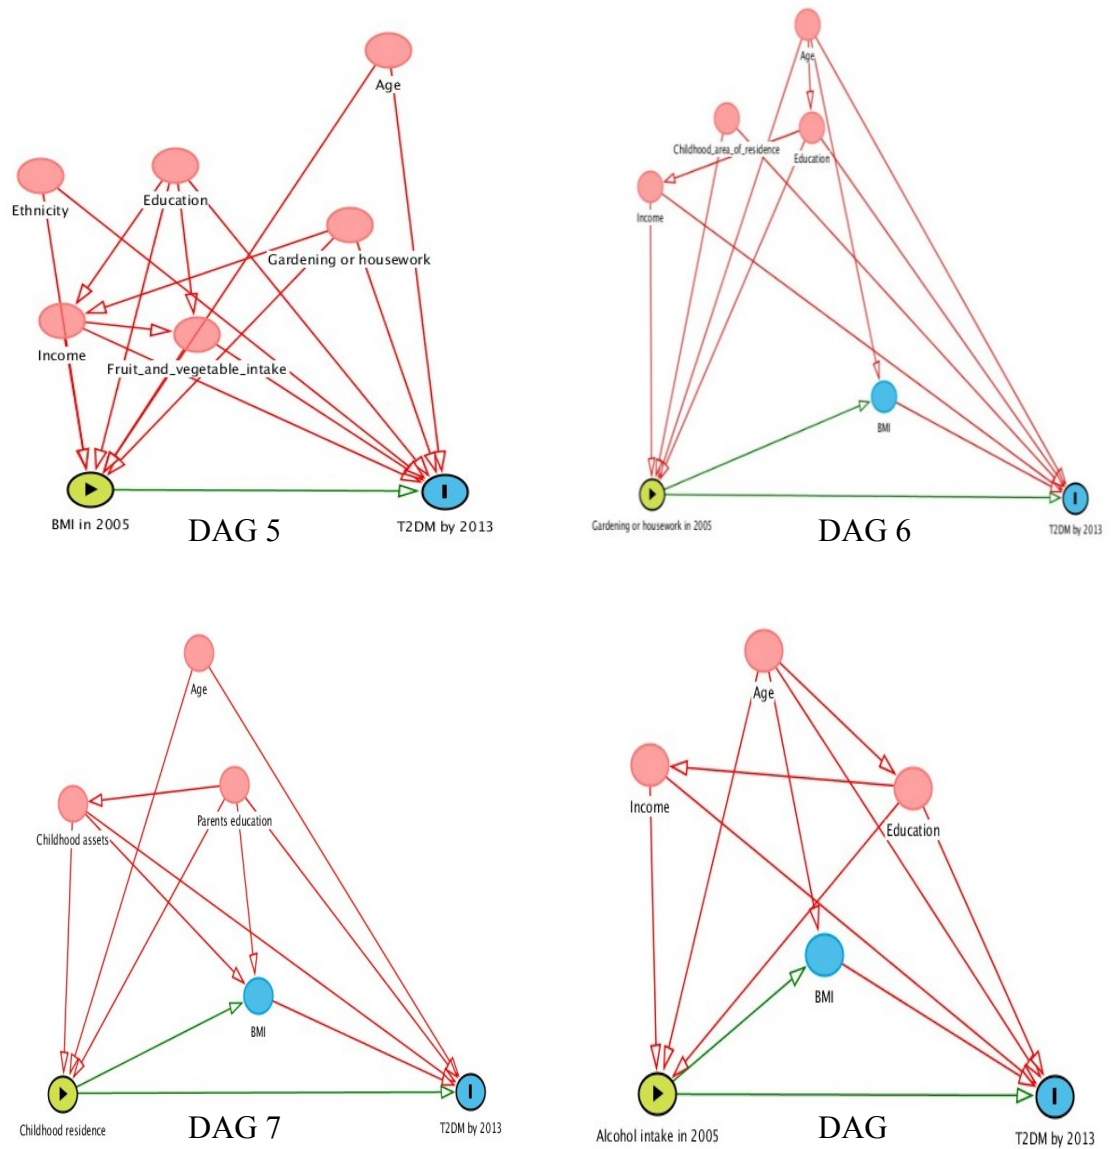 Age
Ethnicity
Education
Gardening or housework
Income
Fruit_and_vegetable_intake
BMI in 2005
T2DM by 2013
DAG 5
Age
Childhood_area_of_residence
Education
Income
BMI
Gardening or housework in 2005
T2DM by 2013
DAG 6
Age
Parents education
Childhood assets
BMI
Childhood residence
T2DM by 2013
DAG 7
Age
Income
Education
BMI
Alcohol intake in 2005
T2DM by 2013
DAG